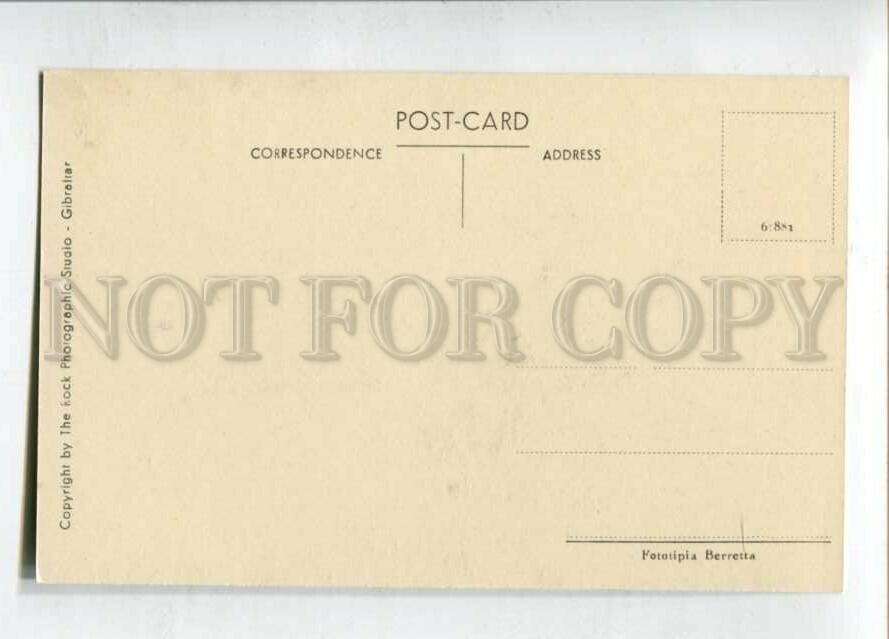 POST-CARD
CORRESPONDENCE
ADDRESS
6:881
Copyright by The Rock Photographic Studio - Gibraltar
NOT FOR COPY
Fototipia Berretta